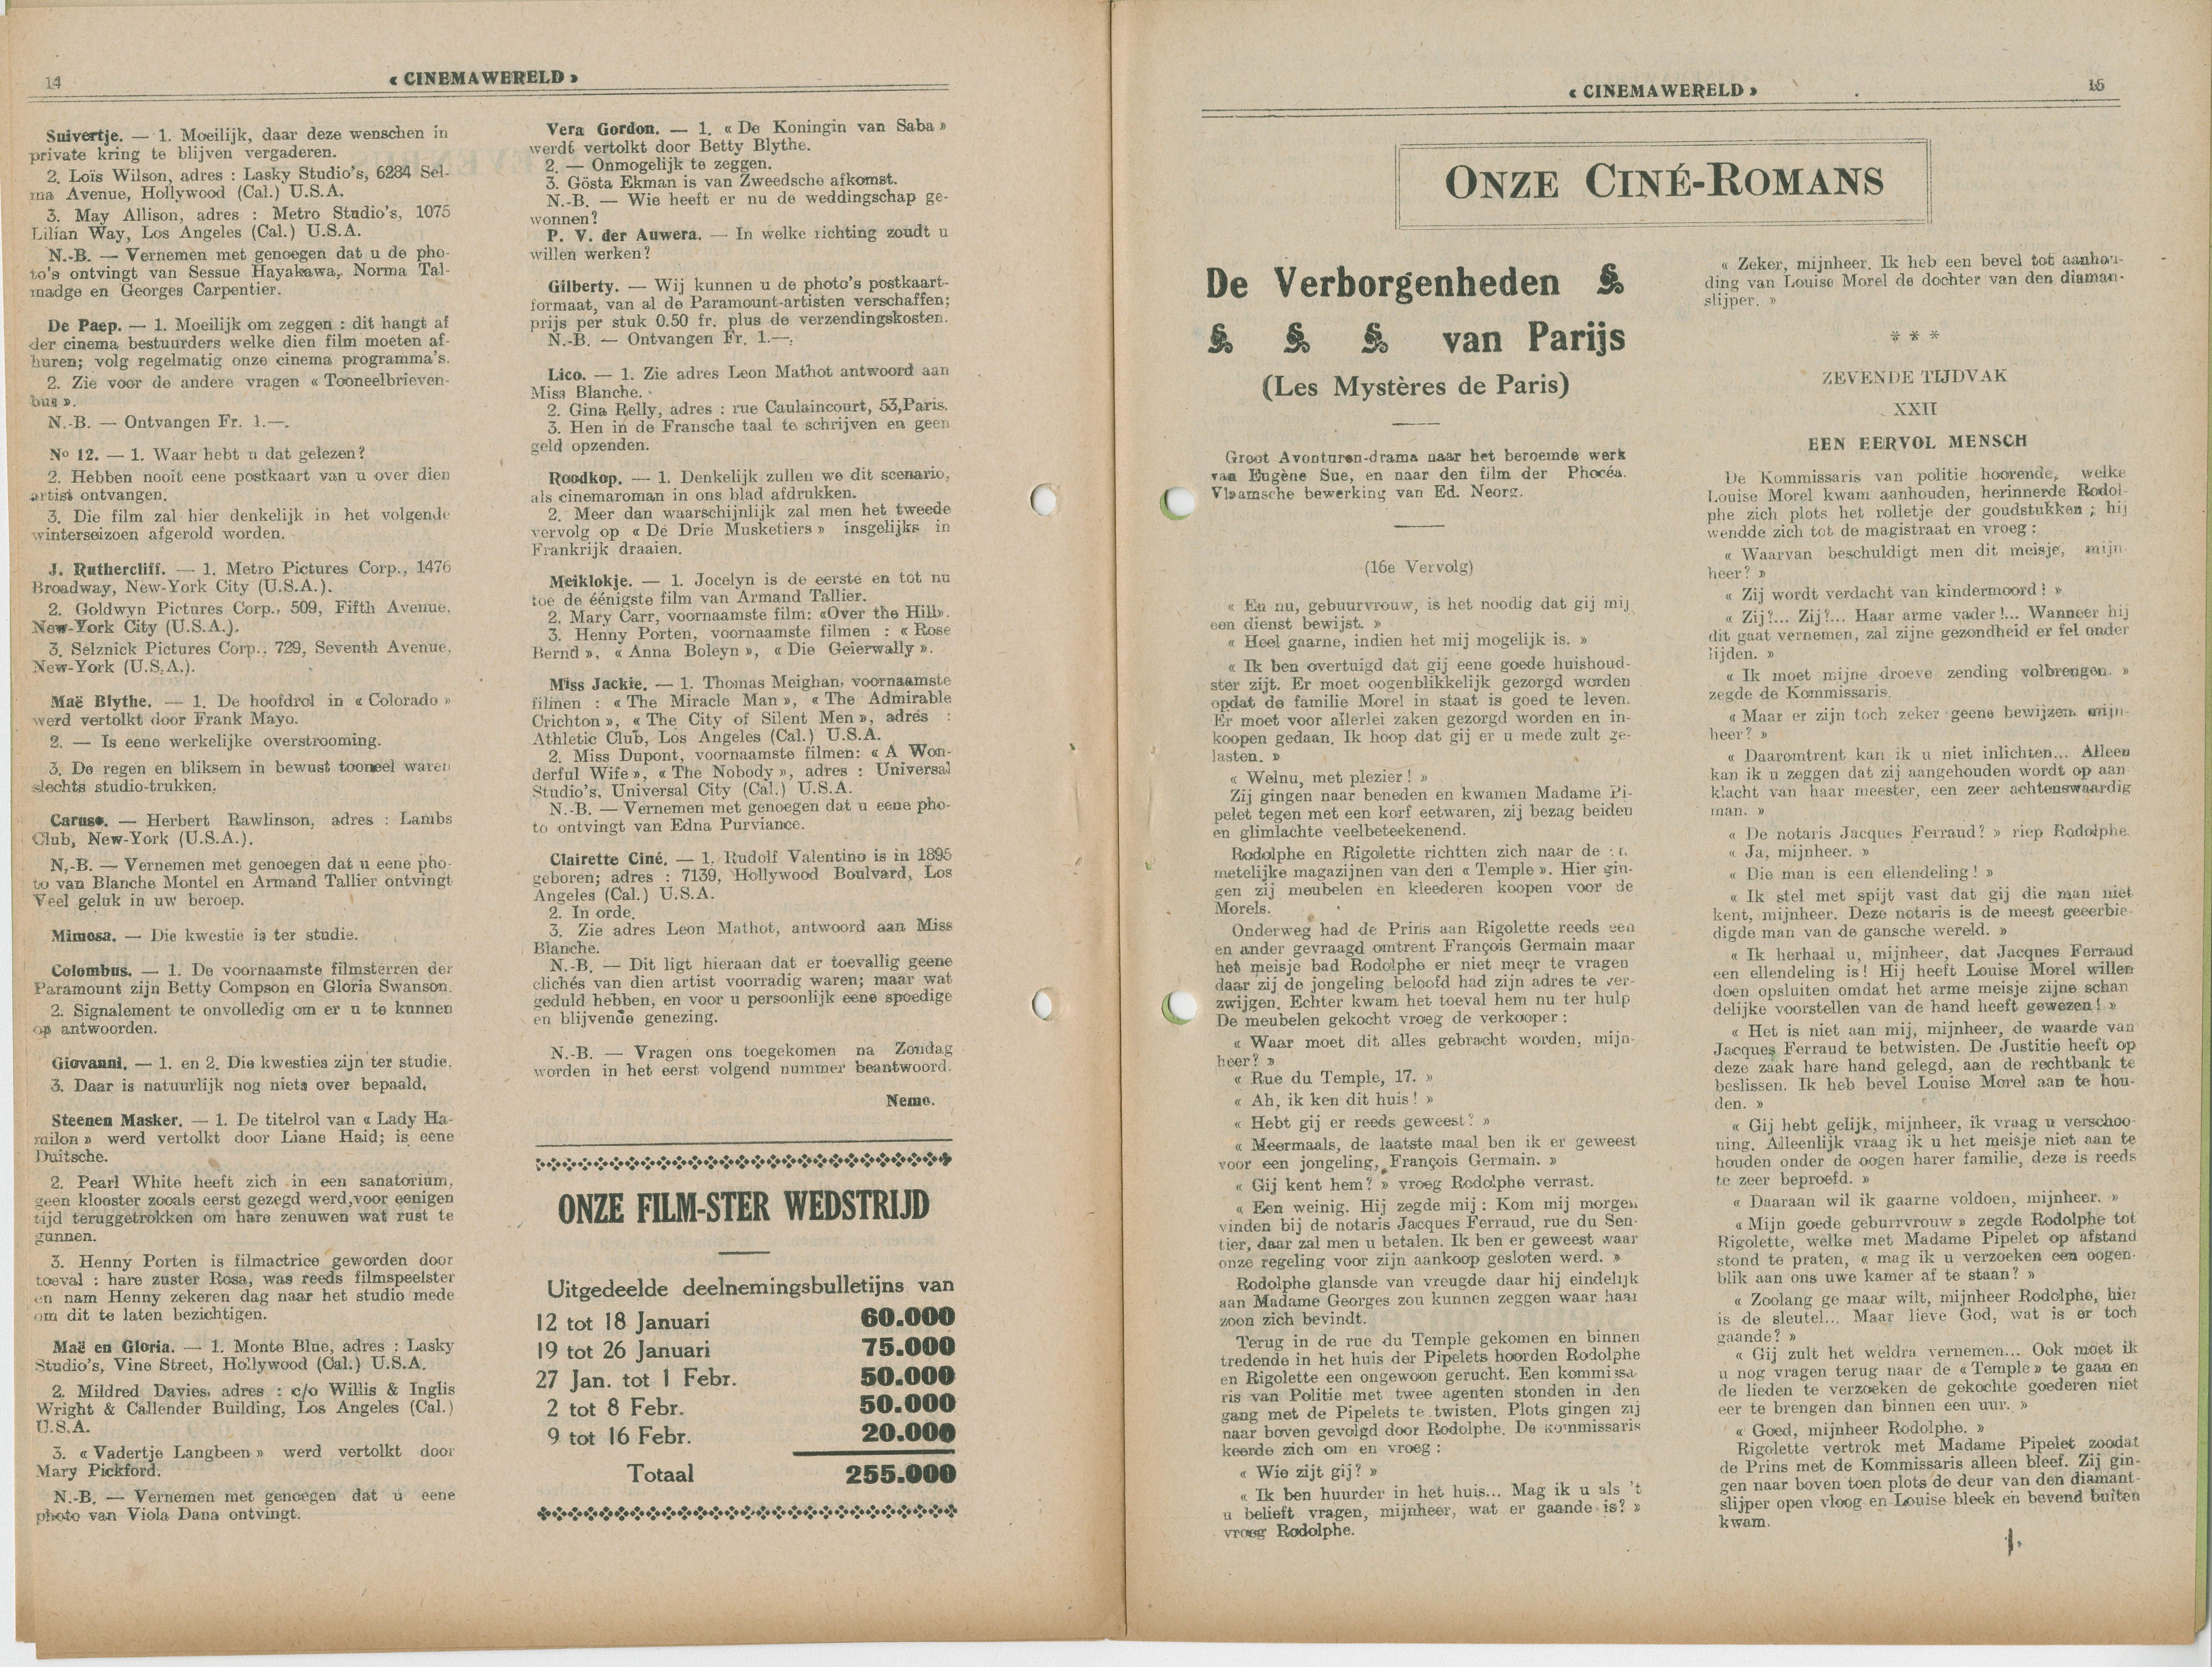 14
« CINEMAWERELD »
Suivertje. — 1. Moeilijk, daar deze wenschen in
private kring te blijven vergaderen.
2. Loïs Wilson, adres : Lasky Studio's, 6284 Sel-
ma Avenue, Hollywood (Cal.) U.S.A.
3. May Allison, adres : Metro Studio's, 1075
Lilian Way, Los Angeles (Cal.) U.S.A.
N.-B. — Vernemen met genoegen dat u de pho-
to's ontvingt van Sessue Hayakawa, Norma Tal-
madge en Georges Carpentier.
De Paep. — 1. Moeilijk om zeggen : dit hangt af
der cinema bestuurders welke dien film moeten af-
huren; volg regelmatig onze cinema programma's.
2. Zie voor de andere vragen « Tooneelbrieven-
bus ».
N.-B. — Ontvangen Fr. 1.—.
No 12. — 1. Waar hebt u dat gelezen?
2. Hebben nooit eene postkaart van u over dien
artist ontvangen.
3. Die film zal hier denkelijk in het volgende
winterseizoen afgerold worden.
J. Ruthercliff. — 1. Metro Pictures Corp., 1476
Broadway, New-York City (U.S.A.).
2. Goldwyn Pictures Corp., 509, Fifth Avenue,
New-York City (U.S.A.).
3. Selznick Pictures Corp., 729, Seventh Avenue,
New-York (U.S.A.).
Maë Blythe. — 1. De hoofdrol in « Colorado »
werd vertolkt door Frank Mayo.
2. — Is eene werkelijke overstrooming.
3. De regen en bliksem in bewust tooneel waren
slechts studio-trukken.
Caruso. — Herbert Rawlinson, adres : Lambs
Club, New-York (U.S.A.).
N.-B. — Vernemen met genoegen dat u eene pho-
to van Blanche Montel en Armand Tallier ontvingt
Veel geluk in uw beroep.
Mimosa. — Die kwestie is ter studie.
Colombus. — 1. De voornaamste filmsterren der
Paramount zijn Betty Compson en Gloria Swanson.
2. Signalement te onvolledig om er u te kunnen
op antwoorden.
Giovanni. — 1. en 2. Die kwesties zijn ter studie.
3. Daar is natuurlijk nog niets over bepaald.
Steenen Masker. — 1. De titelrol van « Lady Ha-
milon » werd vertolkt door Liane Haid; is eene
Duitsche.
2. Pearl White heeft zich in een sanatorium,
geen klooster zooals eerst gezegd werd,voor eenigen
tijd teruggetrokken om hare zenuwen wat rust te
gunnen.
3. Henny Porten is filmactrice geworden door
toeval : hare zuster Rosa, was reeds filmspeelster
en nam Henny zekeren dag naar het studio mede
om dit te laten bezichtigen.
Maë en Gloria. — 1. Monte Blue, adres : Lasky
Studio's, Vine Street, Hollywood (Cal.) U.S.A.
2. Mildred Davies, adres : c/o Willis & Inglis
Wright & Callender Building, Los Angeles (Cal.)
U.S.A.
3. « Vadertje Langbeen » werd vertolkt door
Mary Pickford.
N.-B. — Vernemen met genoegen dat u eene
photo van Viola Dana ontvingt.
Vera Gordon. — 1. « De Koningin van Saba »
werdt vertolkt door Betty Blythe.
2. — Onmogelijk te zeggen.
3. Gösta Ekman is van Zweedsche afkomst.
N.-B. — Wie heeft er nu de weddingschap ge-
wonnen?
P. V. der Auwera. — In welke richting zoudt u
willen werken?
Gilberty. — Wij kunnen u de photo's postkaart-
formaat, van al de Paramount-artisten verschaffen;
prijs per stuk 0.50 fr. plus de verzendingskosten.
N.-B. — Ontvangen Fr. 1.—.
Lico. — 1. Zie adres Leon Mathot antwoord aan
Miss Blanche.
2. Gina Relly, adres : rue Caulaincourt, 53,Paris.
3. Hen in de Fransche taal te schrijven en geen
geld opzenden.
Roodkop. — 1. Denkelijk zullen we dit scenario,
als cinemaroman in ons blad afdrukken.
2. Meer dan waarschijnlijk zal men het tweede
vervolg op « De Drie Musketiers » insgelijks in
Frankrijk draaien.
Meiklokje. — 1. Jocelyn is de eerste en tot nu
toe de éénigste film van Armand Tallier.
2. Mary Carr, voornaamste film: «Over the Hill».
3. Henny Porten, voornaamste filmen : « Rose
Bernd », « Anna Boleyn », « Die Geierwally ».
Miss Jackie. — 1. Thomas Meighan, voornaamste
filmen : « The Miracle Man », « The Admirable
Crichton », « The City of Silent Men », adres :
Athletic Club, Los Angeles (Cal.) U.S.A.
2. Miss Dupont, voornaamste filmen: « A Won-
derful Wife », « The Nobody », adres : Universal
Studio's, Universal City (Cal.) U.S.A.
N.-B. — Vernemen met genoegen dat u eene pho-
to ontvingt van Edna Purviance.
Clairette Ciné. — 1. Rudolf Valentino is in 1895
geboren; adres : 7139, Hollywood Boulvard, Los
Angeles (Cal.) U.S.A.
2. In orde.
3. Zie adres Leon Mathot, antwoord aan Miss
Blanche.
N.-B. — Dit ligt hieraan dat er toevallig geene
clichés van dien artist voorradig waren; maar wat
geduld hebben, en voor u persoonlijk eene spoedige
en blijvende genezing.
N.-B. — Vragen ons toegekomen na Zondag
worden in het eerst volgend nummer beantwoord.
Nemo.
ONZE FILM-STER WEDSTRIJD
Uitgedeelde deelnemingsbulletijns van
12 tot 18 Januari 60.000
19 tot 26 Januari 75.000
27 Jan. tot 1 Febr. 50.000
2 tot 8 Febr. 50.000
9 tot 16 Febr. 20.000
Totaal 255.000
« CINEMAWERELD »
15
ONZE CINÉ-ROMANS
De Verborgenheden §
§ § § van Parijs
(Les Mystères de Paris)
Groot Avonturen-drama naar het beroemde werk
van Eugène Sue, en naar den film der Phocéa.
Vlaamsche bewerking van Ed. Neorg.
(16e Vervolg)
« En nu, gebuurvrouw, is het noodig dat gij mij
een dienst bewijst. »
« Heel gaarne, indien het mij mogelijk is. »
« Ik ben overtuigd dat gij eene goede huishoud-
ster zijt. Er moet oogenblikkelijk gezorgd worden
opdat de familie Morel in staat is goed te leven.
Er moet voor allerlei zaken gezorgd worden en in-
koopen gedaan. Ik hoop dat gij er u mede zult ge-
lasten. »
« Welnu, met plezier ! »
Zij gingen naar beneden en kwamen Madame Pi-
pelet tegen met een korf eetwaren, zij bezag beiden
en glimlachte veelbeteekenend.
Rodolphe en Rigolette richtten zich naar de
metelijke magazijnen van den « Temple ». Hier gin-
gen zij meubelen en kleederen koopen voor de
Morels.
Onderweg had de Prins aan Rigolette reeds een
en ander gevraagd omtrent François Germain maar
het meisje bad Rodolphe er niet meer te vragen
daar zij de jongeling beloofd had zijn adres te ver-
zwijgen. Echter kwam het toeval hem nu ter hulp
De meubelen gekocht vroeg de verkooper :
« Waar moet dit alles gebracht worden, mijn-
heer? »
« Rue du Temple, 17. »
« Ah, ik ken dit huis ! »
« Hebt gij er reeds geweest? »
« Meermaals, de laatste maal ben ik er geweest
voor een jongeling, François Germain. »
« Gij kent hem? » vroeg Rodolphe verrast.
« Een weinig. Hij zegde mij : Kom mij morgen
vinden bij de notaris Jacques Ferraud, rue du Sen-
tier, daar zal men u betalen. Ik ben er geweest waar
onze regeling voor zijn aankoop gesloten werd. »
Rodolphe glansde van vreugde daar hij eindelijk
aan Madame Georges zou kunnen zeggen waar haar
zoon zich bevindt.
Terug in de rue du Temple gekomen en binnen
tredende in het huis der Pipelets hoorden Rodolphe
en Rigolette een ongewoon gerucht. Een kommissa-
ris van Politie met twee agenten stonden in den
gang met de Pipelets te twisten. Plots gingen zij
naar boven gevolgd door Rodolphe. De kommissaris
keerde zich om en vroeg :
« Wie zijt gij? »
« Ik ben huurder in het huis... Mag ik u als 't
u belieft vragen, mijnheer, wat er gaande is? »
vroeg Rodolphe.
« Zeker, mijnheer. Ik heb een bevel tot aanhou-
ding van Louise Morel de dochter van den diaman-
slijper. »
* * *
ZEVENDE TIJDVAK
XXII
EEN EERVOL MENSCH
De Kommissaris van politie hoorende, welke
Louise Morel kwam aanhouden, herinnerde Rodol-
phe zich plots het rolletje der goudstukken ; hij
wendde zich tot de magistraat en vroeg :
« Waarvan beschuldigt men dit meisje, mijn-
heer? »
« Zij wordt verdacht van kindermoord ! »
« Zij?... Zij?... Haar arme vader !... Wanneer hij
dit gaat vernemen, zal zijne gezondheid er fel onder
lijden. »
« Ik moet mijne droeve zending volbrengen. »
zegde de Kommissaris.
« Maar er zijn toch zeker geene bewijzen, mijn-
heer? »
« Daaromtrent kan ik u niet inlichten... Alleen
kan ik u zeggen dat zij aangehouden wordt op aan
klacht van haar meester, een zeer achtenswaardig
man. »
« De notaris Jacques Ferraud? » riep Rodolphe.
« Ja, mijnheer. »
« Die man is een ellendeling ! »
« Ik stel met spijt vast dat gij die man niet
kent, mijnheer. Deze notaris is de meest geëerbie-
digde man van de gansche wereld. »
« Ik herhaal u, mijnheer, dat Jacques Ferraud
een ellendeling is ! Hij heeft Louise Morel willen
doen opsluiten omdat het arme meisje zijne schan
delijke voorstellen van de hand heeft gewezen ! »
« Het is niet aan mij, mijnheer, de waarde van
Jacques Ferraud te betwisten. De Justitie heeft op
deze zaak hare hand gelegd, aan de rechtbank te
beslissen. Ik heb bevel Louise Morel aan te hou-
den. »
« Gij hebt gelijk, mijnheer, ik vraag u verschoo-
ning. Alleenlijk vraag ik u het meisje niet aan te
houden onder de oogen harer familie, deze is reeds
te zeer beproefd. »
« Daaraan wil ik gaarne voldoen, mijnheer. »
« Mijn goede geburrvrouw » zegde Rodolphe tot
Rigolette, welke met Madame Pipelet op afstand
stond te praten, « mag ik u verzoeken een oogen-
blik aan ons uwe kamer af te staan? »
« Zoolang ge maar wilt, mijnheer Rodolphe, hier
is de sleutel... Maar lieve God, wat is er toch
gaande? »
« Gij zult het weldra vernemen... Ook moet ik
u nog vragen terug naar de « Temple » te gaan en
de lieden te verzoeken de gekochte goederen niet
eer te brengen dan binnen een uur. »
« Goed, mijnheer Rodolphe. »
Rigolette vertrok met Madame Pipelet zoodat
de Prins met de Kommissaris alleen bleef. Zij gin-
gen naar boven toen plots de deur van den diamant-
slijper open vloog en Louise bleek en bevend buiten
kwam.